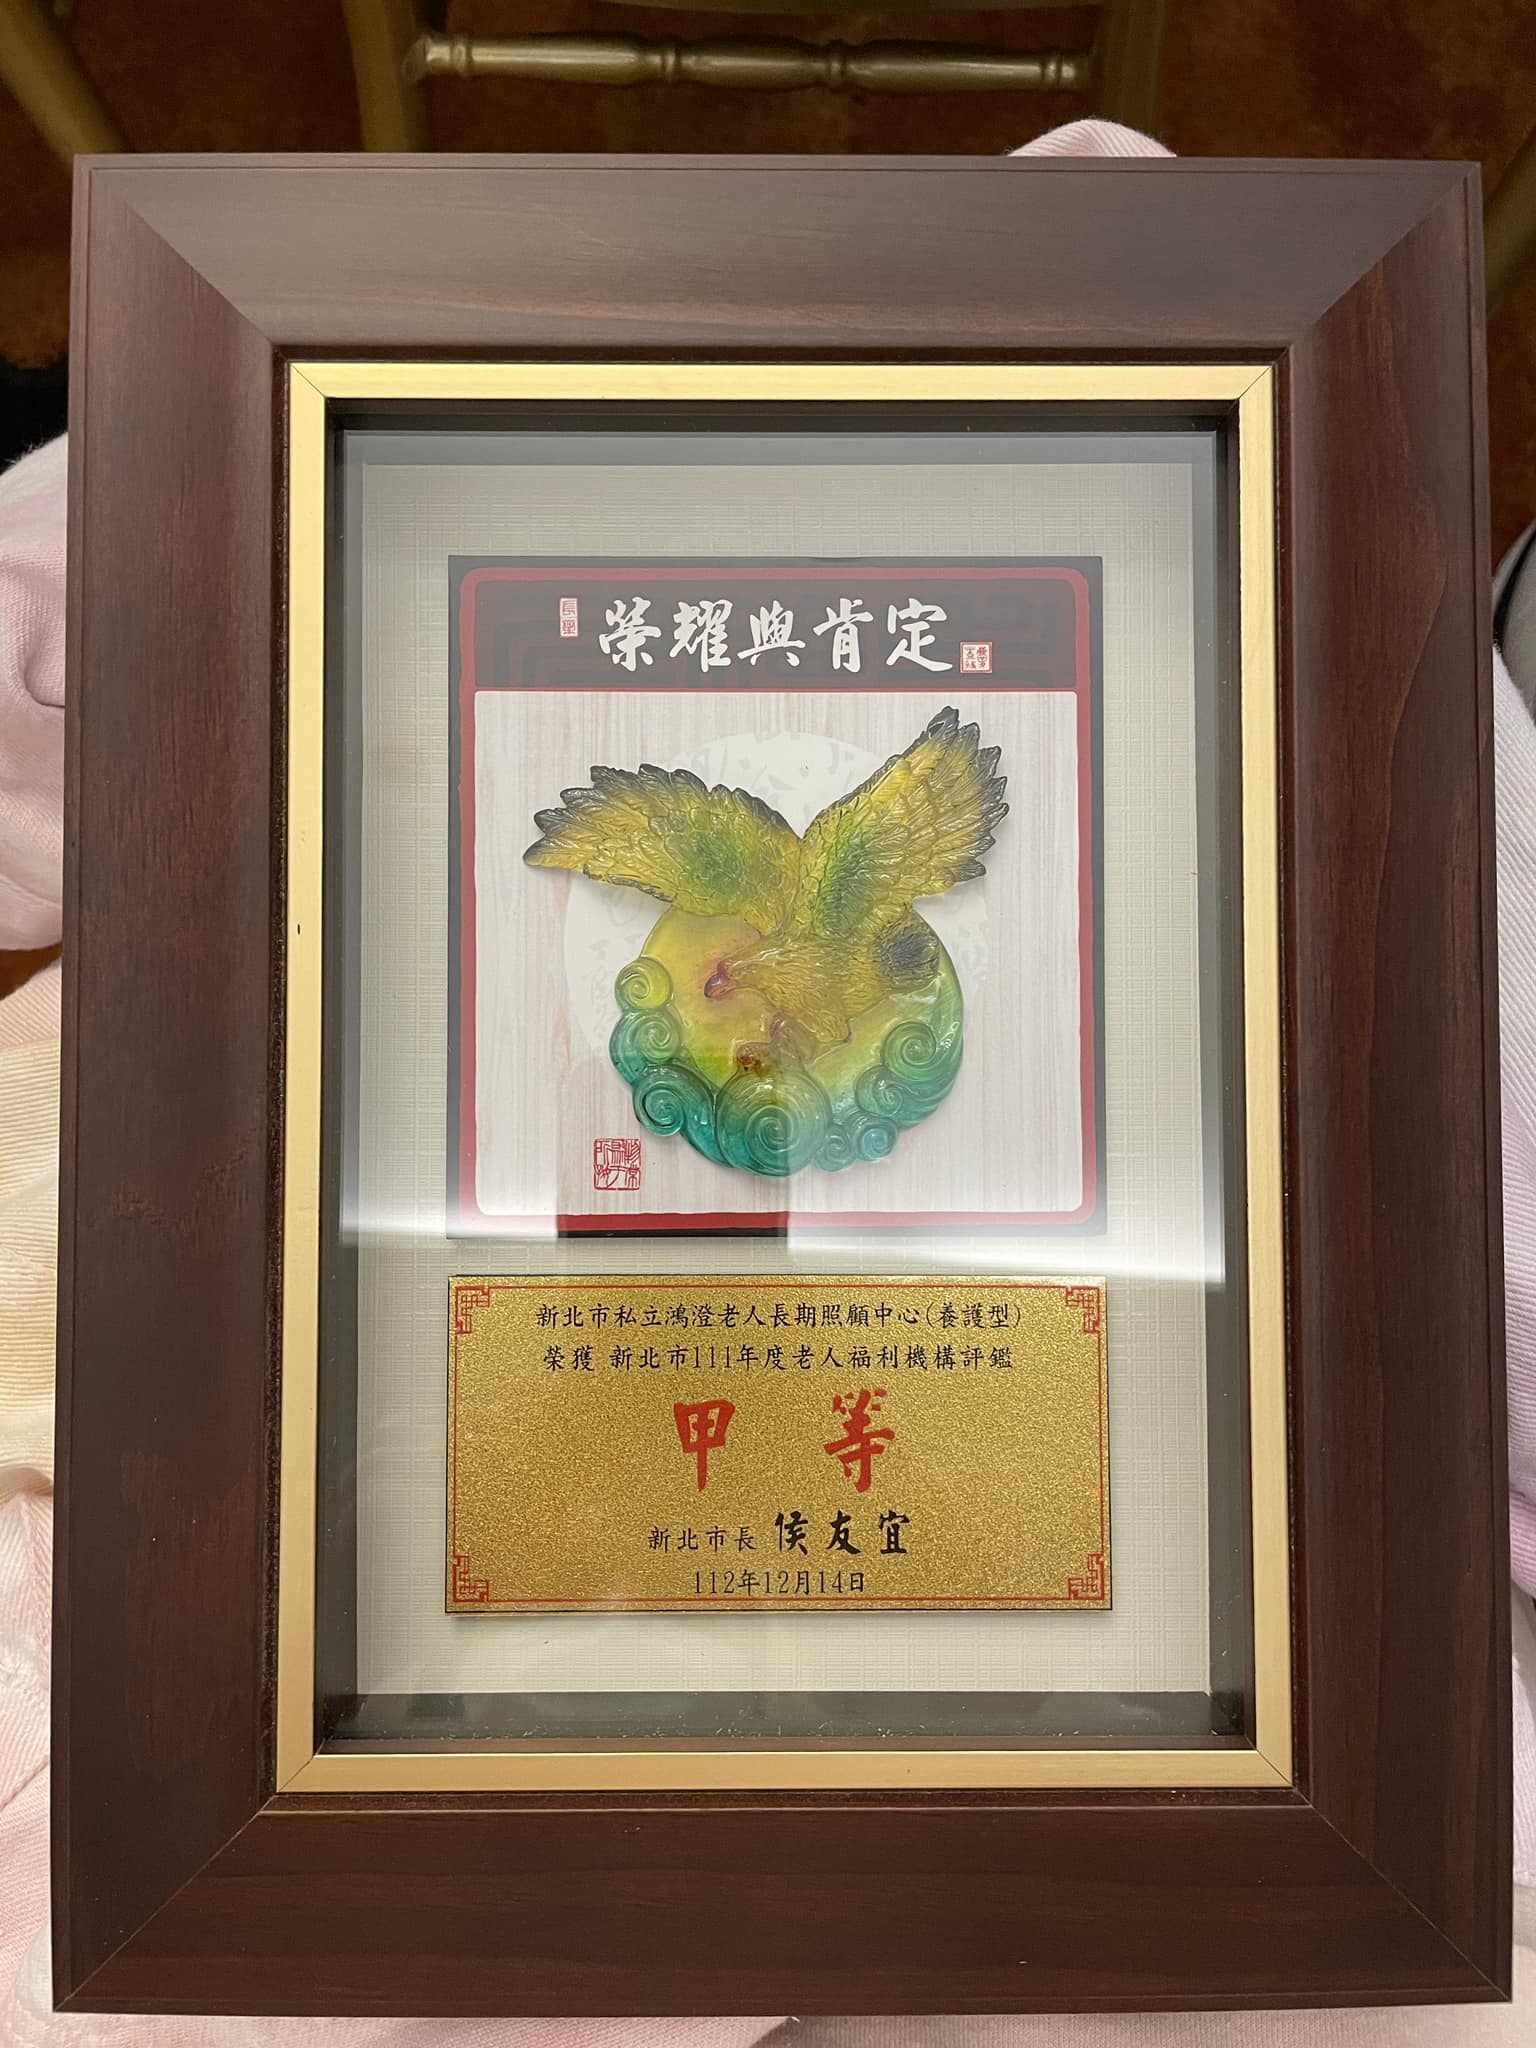 榮耀與肯定
新北市私立鴻澄老人長期照顧中心(養護型)
榮獲 新北市111年度老人福利機構評鑑
甲 等
新北市長 侯友宜
112年12月14日